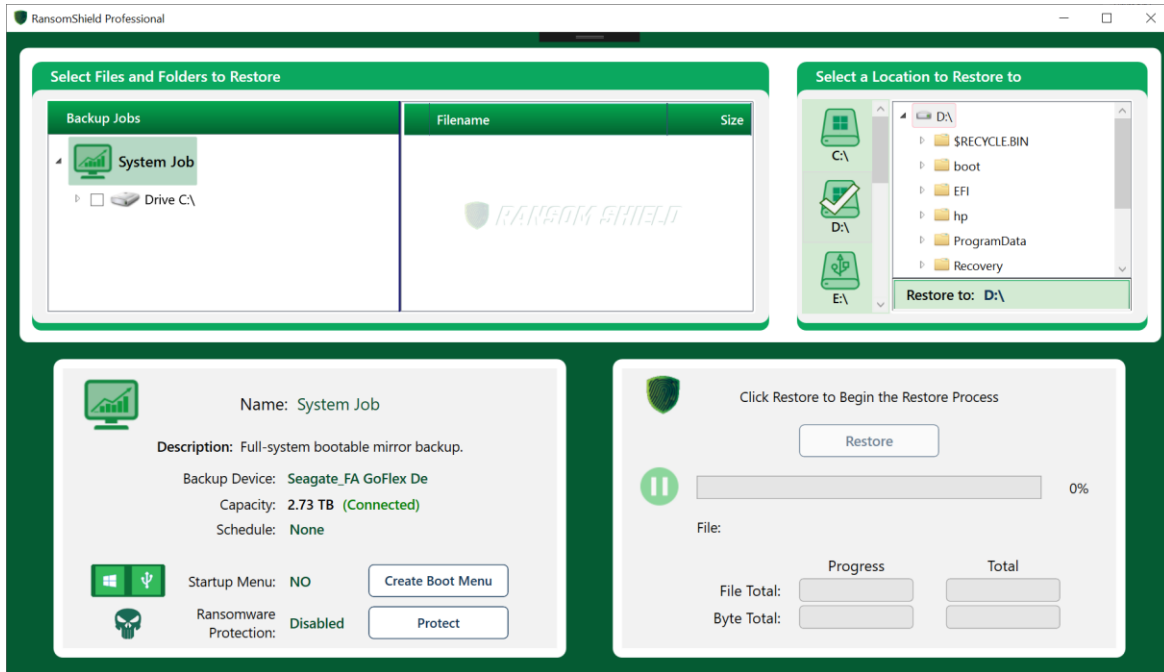 RansomShield Professional
Select Files and Folders to Restore
Backup Jobs
Filename
Size
System Job
Drive C:\
RANSOM SHIELD
Select a Location to Restore to
C:\
D:\
E:\
D:\
$RECYCLE.BIN
boot
EFI
hp
ProgramData
Recovery
Restore to: D:\
Name: System Job
Description: Full-system bootable mirror backup.
Backup Device: Seagate_FA GoFlex De
Capacity: 2.73 TB (Connected)
Schedule: None
Startup Menu: NO
Create Boot Menu
Ransomware
Protection:
Disabled
Protect
Click Restore to Begin the Restore Process
Restore
0%
File:
Progress
Total
File Total:
Byte Total: